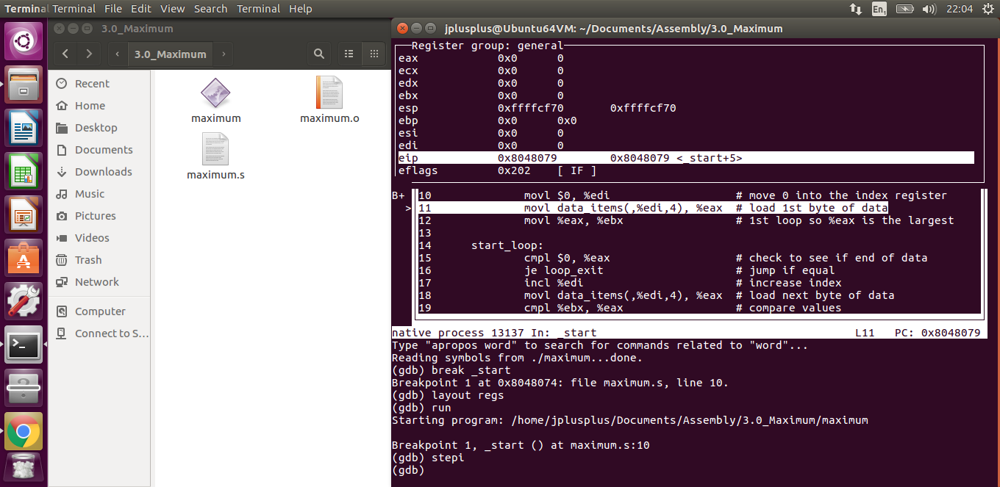 Terminal Terminal File Edit View Search Terminal Help En1 22:04
3.0_Maximum
3.0_Maximum
Recent
Home
Desktop
Documents
Downloads
Music
Pictures
Videos
Trash
Network
Computer
Connect to S...
maximum
maximum.o
maximum.s
jplusplus@Ubuntu64VM: ~/Documents/Assembly/3.0_Maximum
Register group: general
eax 0x0 0
ecx 0x0 0
edx 0x0 0
ebx 0x0 0
esp 0xffffcf70 0xffffcf70
ebp 0x0 0x0
esi 0x0 0
edi 0x0 0
eip 0x8048079 0x8048079 <_start+5>
eflags 0x202 [ IF ]
B+ 10 movl $0, %edi # move 0 into the index register
> 11 movl data_items(,%edi,4), %eax # load 1st byte of data
12 movl %eax, %ebx # 1st loop so %eax is the largest
13
14 start_loop:
15 cmpl $0, %eax # check to see if end of data
16 je loop_exit # jump if equal
17 incl %edi # increase index
18 movl data_items(,%edi,4), %eax # load next byte of data
19 cmpl %ebx, %eax # compare values
native process 13137 In: _start L11 PC: 0x8048079
Type "apropos word" to search for commands related to "word"...
Reading symbols from ./maximum...done.
(gdb) break _start
Breakpoint 1 at 0x8048074: file maximum.s, line 10.
(gdb) layout regs
(gdb) run
Starting program: /home/jplusplus/Documents/Assembly/3.0_Maximum/maximum
Breakpoint 1, _start () at maximum.s:10
(gdb) stepi
(gdb)